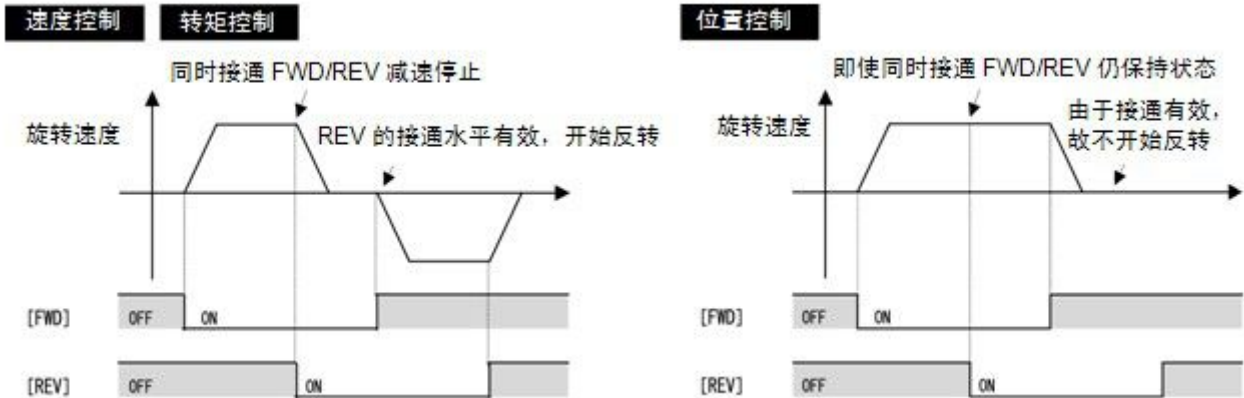 速度控制 转矩控制
同时接通 FWD/REV 减速停止
旋转速度
REV 的接通水平有效，开始反转
[FWD] OFF ON
[REV] OFF ON
位置控制
即使同时接通 FWD/REV 仍保持状态
旋转速度
由于接通有效，
故不开始反转
[FWD] OFF ON
[REV] OFF ON